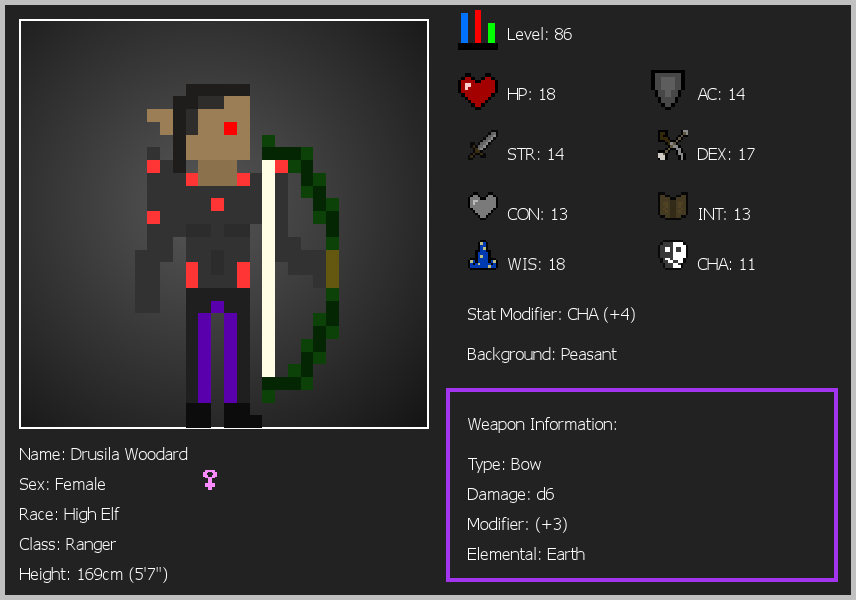 Level: 86
HP: 18
AC: 14
STR: 14
DEX: 17
CON: 13
INT: 13
WIS: 18
CHA: 11
Stat Modifier: CHA (+4)
Background: Peasant
Weapon Information:
Type: Bow
Damage: d6
Modifier: (+3)
Elemental: Earth
Name: Drusila Woodard
Sex: Female
Race: High Elf
Class: Ranger
Height: 169cm (5'7")